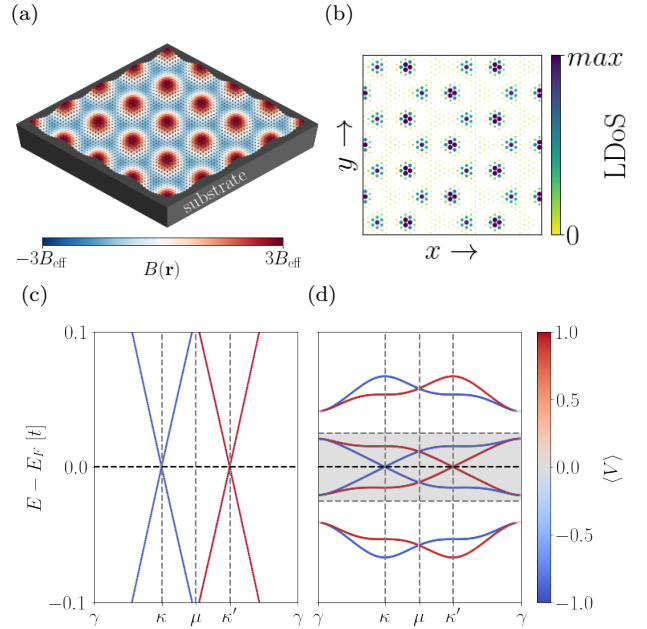 (a)
(b)
substrate
−3B_eff
3B_eff
B(r)
y →
x →
max
0
LDoS
(c)
(d)
E − E_F [t]
0.1
0.0
−0.1
γ κ μ κ′ γ
γ κ μ κ′ γ
1.0
0.5
0.0
−0.5
−1.0
⟨V⟩